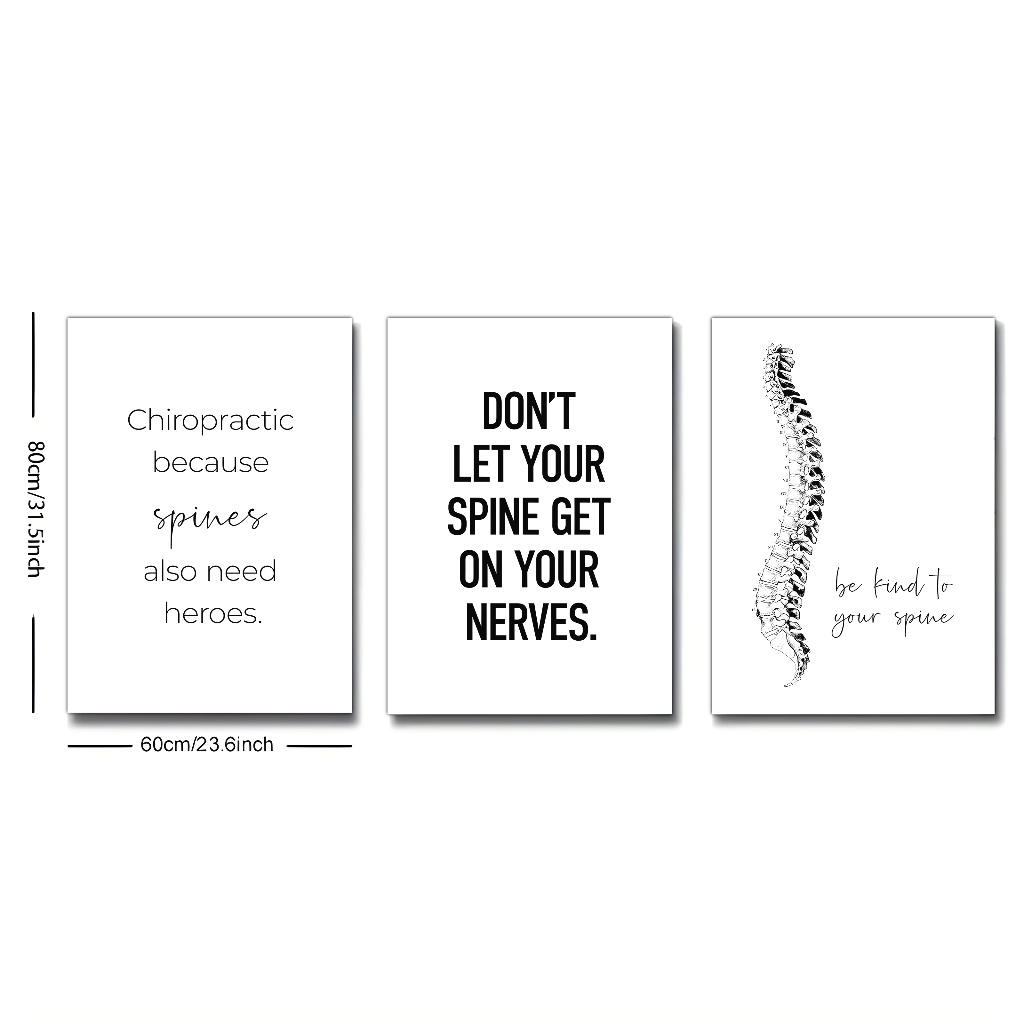 80cm/31.5inch
Chiropractic
because
spines
also need
heroes.
60cm/23.6inch
DON'T
LET YOUR
SPINE GET
ON YOUR
NERVES.
be kind to
your spine